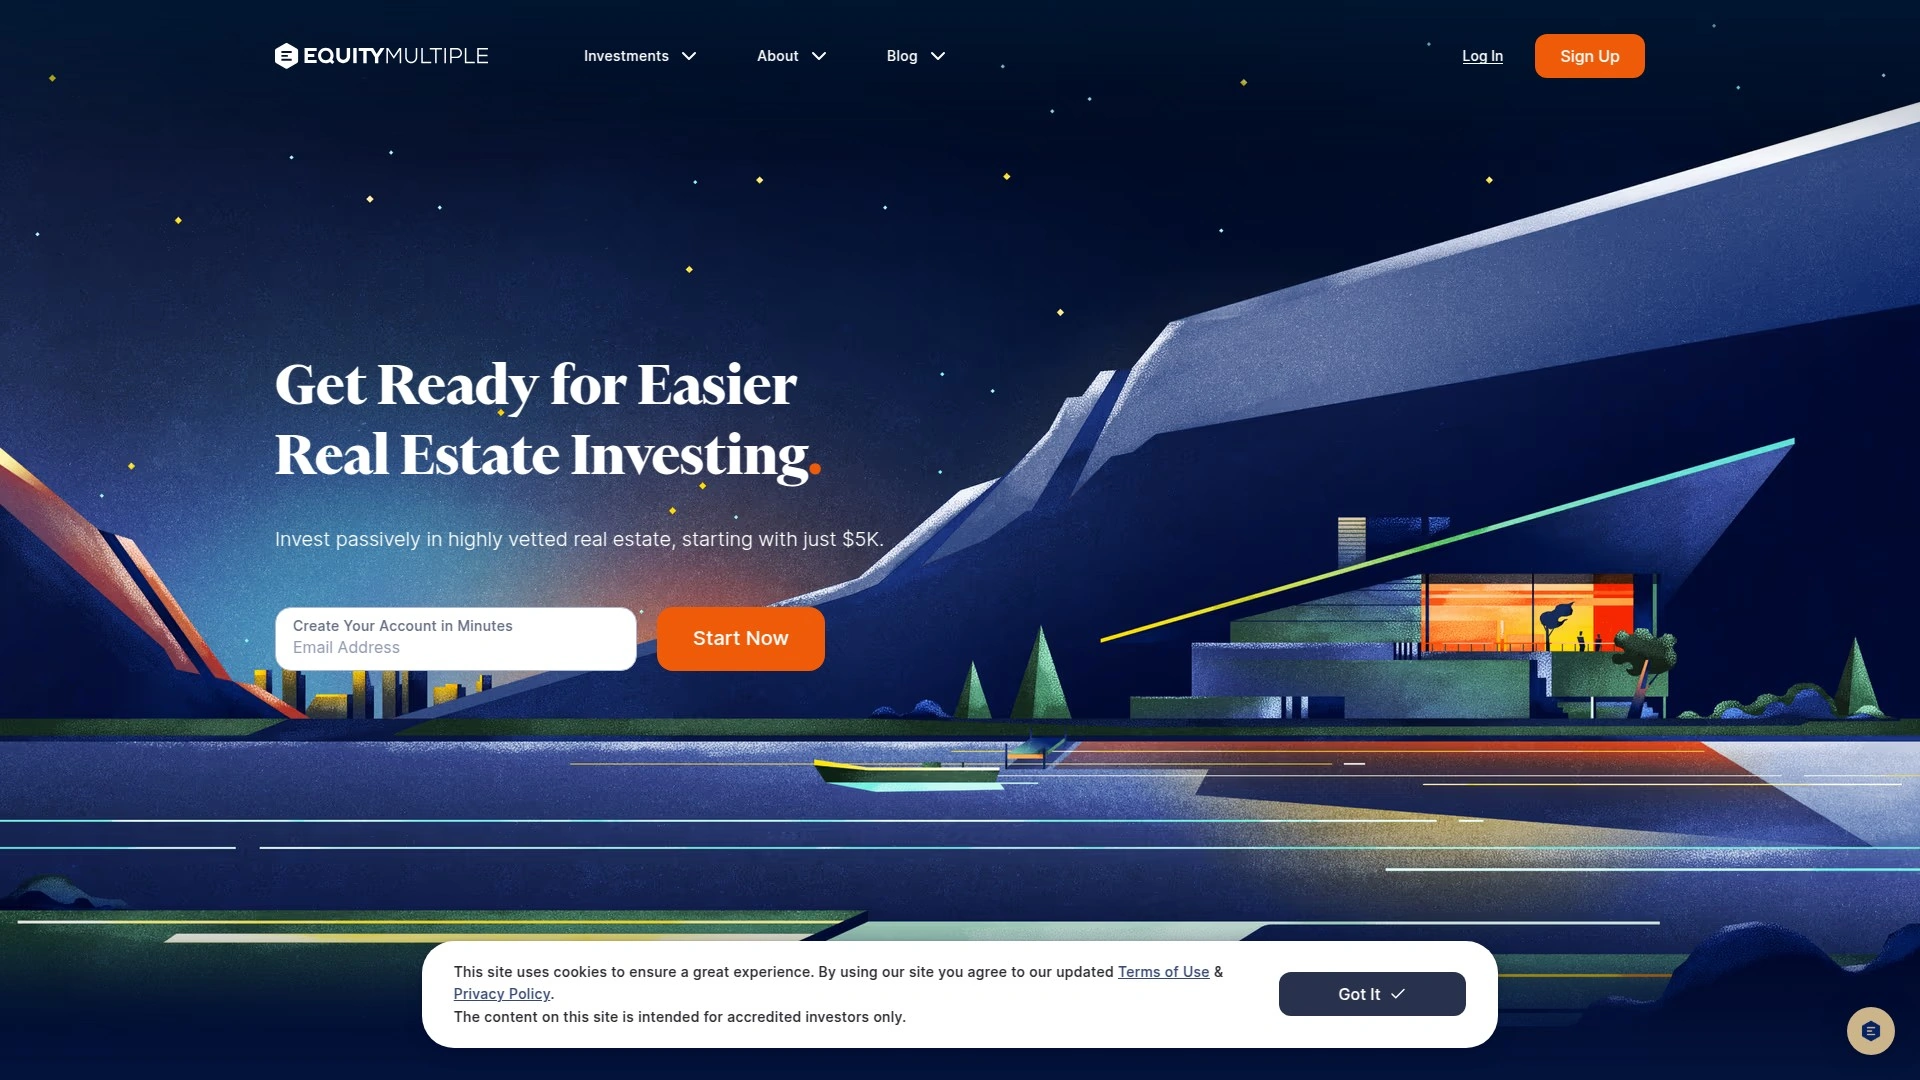 EQUITYMULTIPLE
Investments
About
Blog
Log In
Sign Up
Get Ready for Easier
Real Estate Investing.
Invest passively in highly vetted real estate, starting with just $5K.
Create Your Account in Minutes
Email Address
Start Now
This site uses cookies to ensure a great experience. By using our site you agree to our updated Terms of Use &
Privacy Policy.
The content on this site is intended for accredited investors only.
Got It